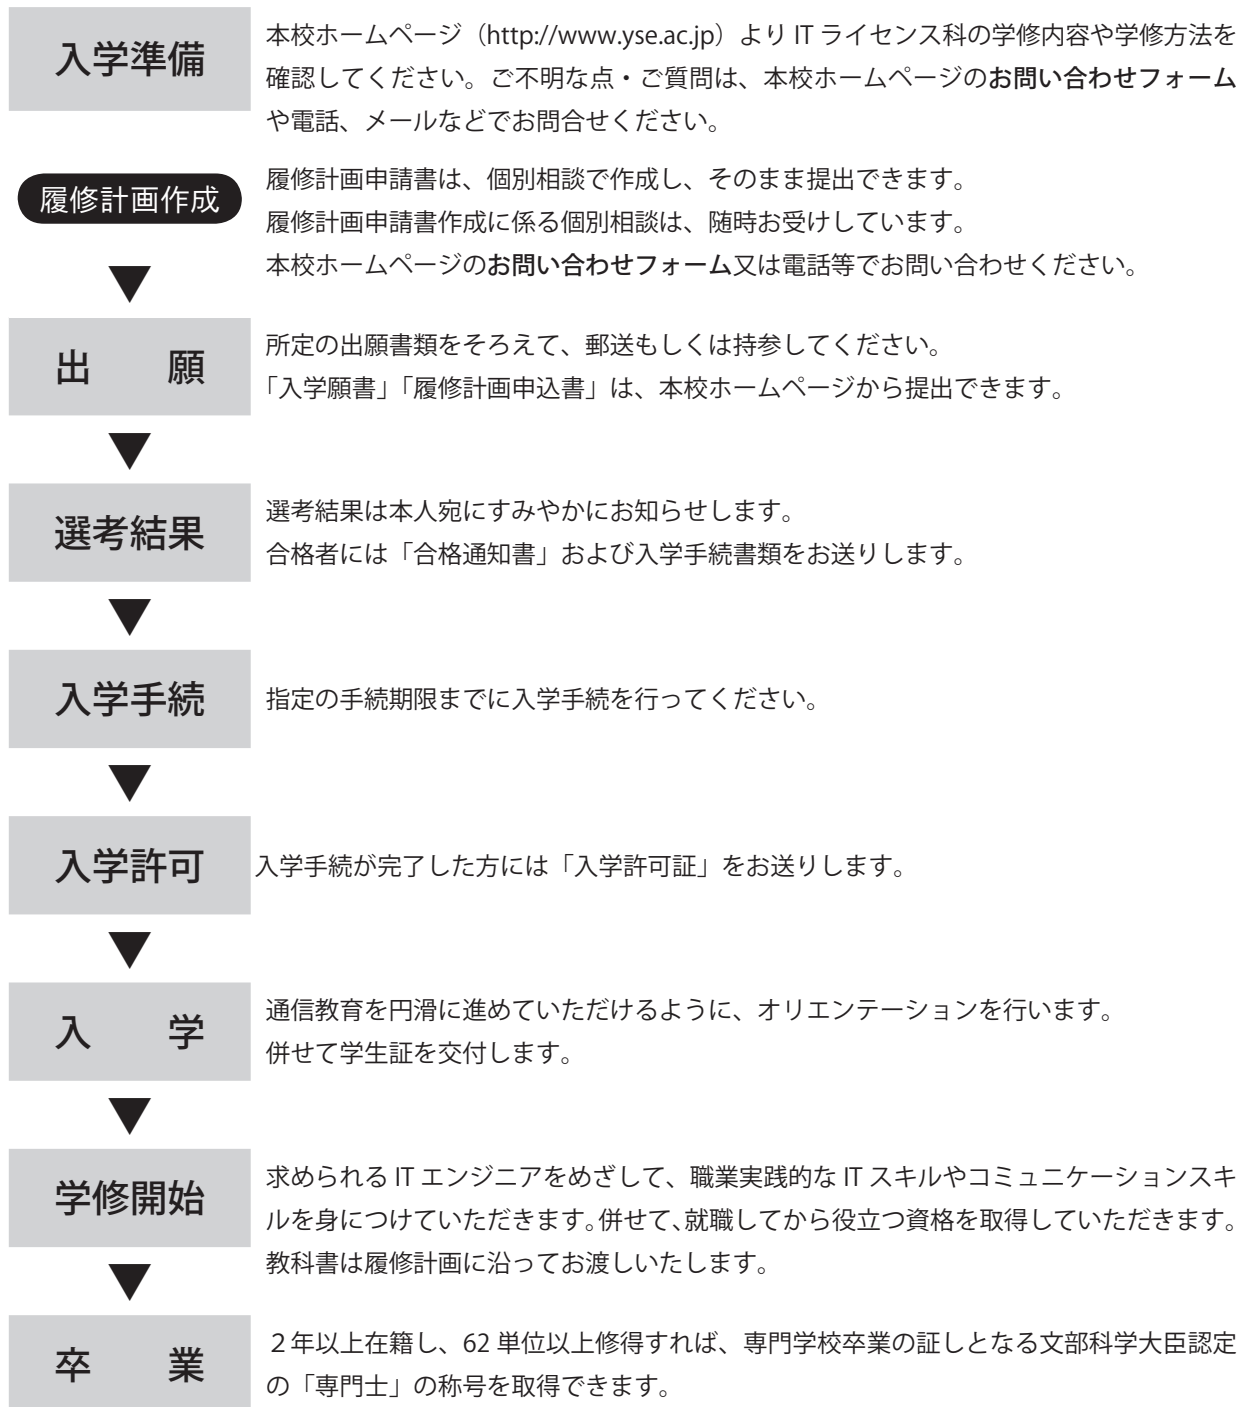 入学準備
本校ホームページ（http://www.yse.ac.jp）より IT ライセンス科の学修内容や学修方法を
確認してください。ご不明な点・ご質問は、本校ホームページのお問い合わせフォーム
や電話、メールなどでお問合せください。
履修計画作成
履修計画申請書は、個別相談で作成し、そのまま提出できます。
履修計画申請書作成に係る個別相談は、随時お受けしています。
本校ホームページのお問い合わせフォーム又は電話等でお問い合わせください。
出　願
所定の出願書類をそろえて、郵送もしくは持参してください。
「入学願書」「履修計画申込書」は、本校ホームページから提出できます。
選考結果
選考結果は本人宛にすみやかにお知らせします。
合格者には「合格通知書」および入学手続書類をお送りします。
入学手続
指定の手続期限までに入学手続を行ってください。
入学許可
入学手続が完了した方には「入学許可証」をお送りします。
入　学
通信教育を円滑に進めていただけるように、オリエンテーションを行います。
併せて学生証を交付します。
学修開始
求められる IT エンジニアをめざして、職業実践的な IT スキルやコミュニケーションスキ
ルを身につけていただきます。併せて、就職してから役立つ資格を取得していただきます。
教科書は履修計画に沿ってお渡しいたします。
卒　業
２年以上在籍し、62 単位以上修得すれば、専門学校卒業の証しとなる文部科学大臣認定
の「専門士」の称号を取得できます。